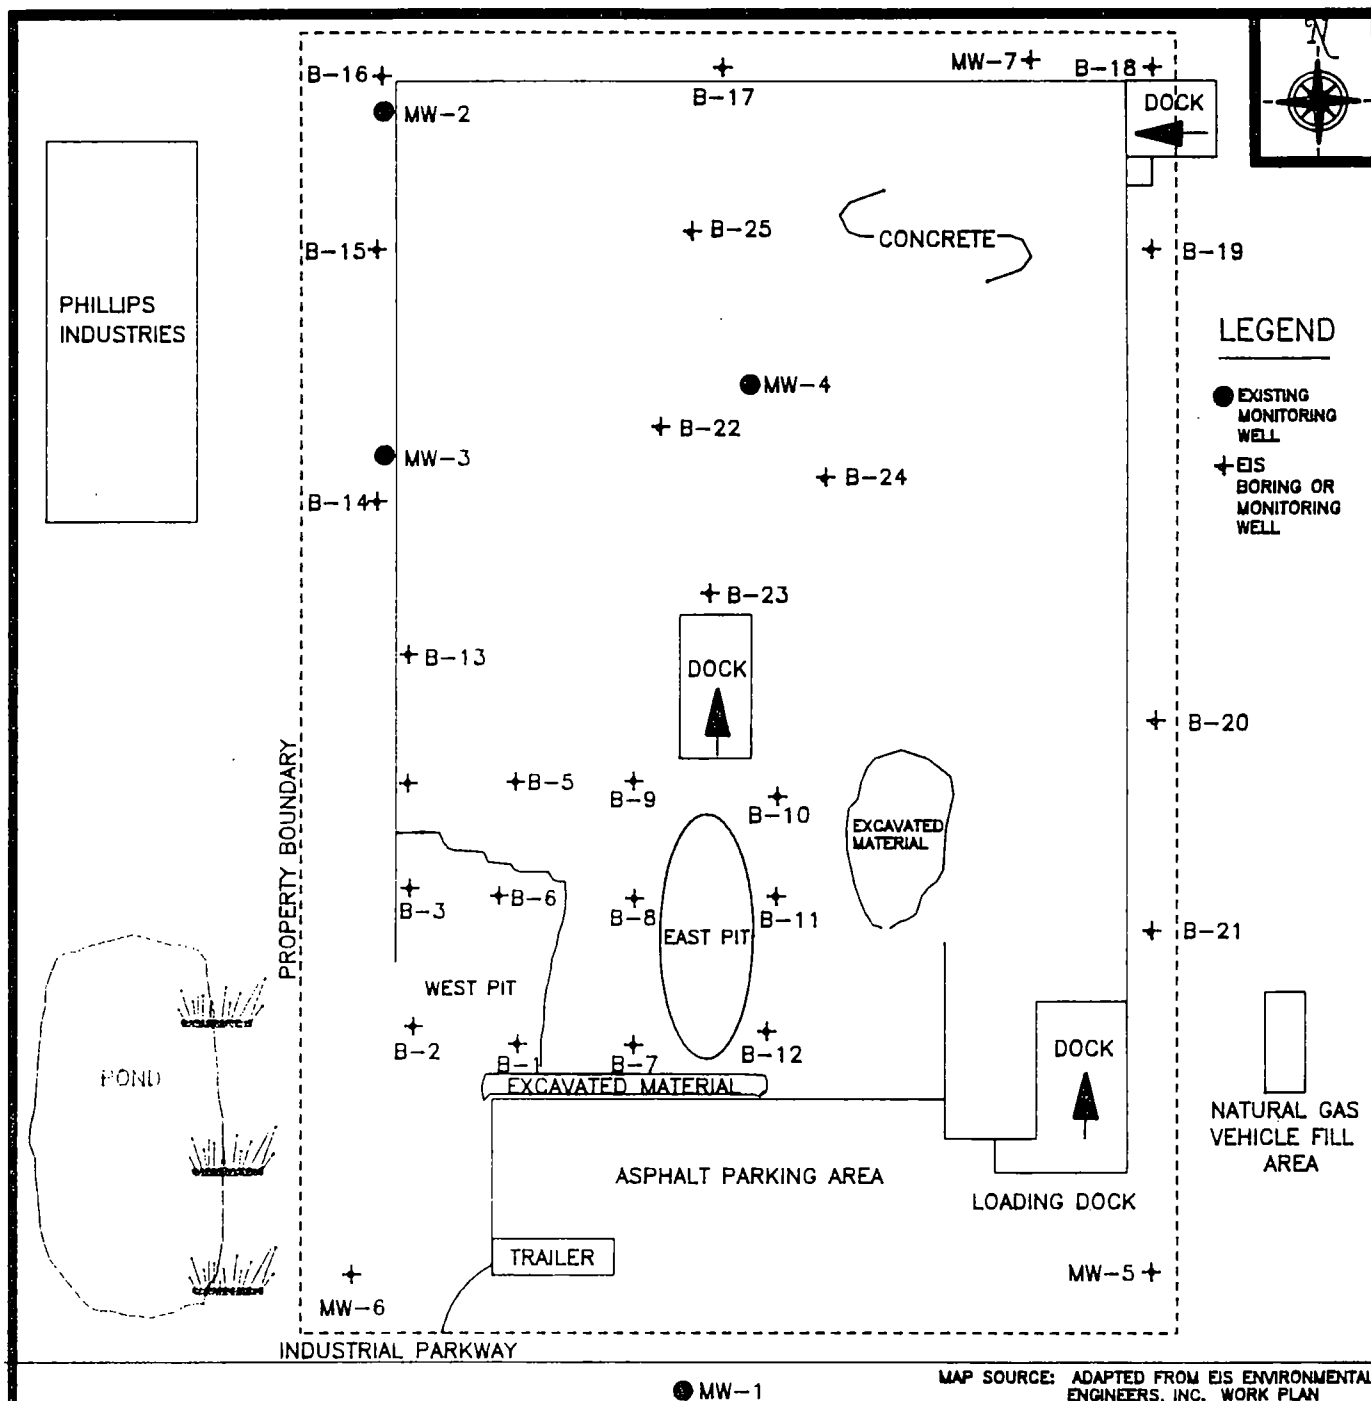 N
B-16
B-17
MW-7
B-18
MW-2
DOCK
B-15
B-25
CONCRETE
B-19
PHILLIPS
INDUSTRIES
LEGEND
EXISTING
MONITORING
WELL
EIS
BORING OR
MONITORING
WELL
MW-4
B-22
MW-3
B-24
B-14
B-23
B-13
DOCK
B-20
PROPERTY BOUNDARY
B-5
B-9
B-10
EXCAVATED
MATERIAL
B-3
B-6
B-8
B-11
EAST PIT
B-21
WEST PIT
B-2
B-1
B-7
B-12
DOCK
POND
EXCAVATED MATERIAL
NATURAL GAS
VEHICLE FILL
AREA
ASPHALT PARKING AREA
LOADING DOCK
TRAILER
MW-5
MW-6
INDUSTRIAL PARKWAY
MW-1
MAP SOURCE: ADAPTED FROM EIS ENVIRONMENTAL
ENGINEERS, INC. WORK PLAN